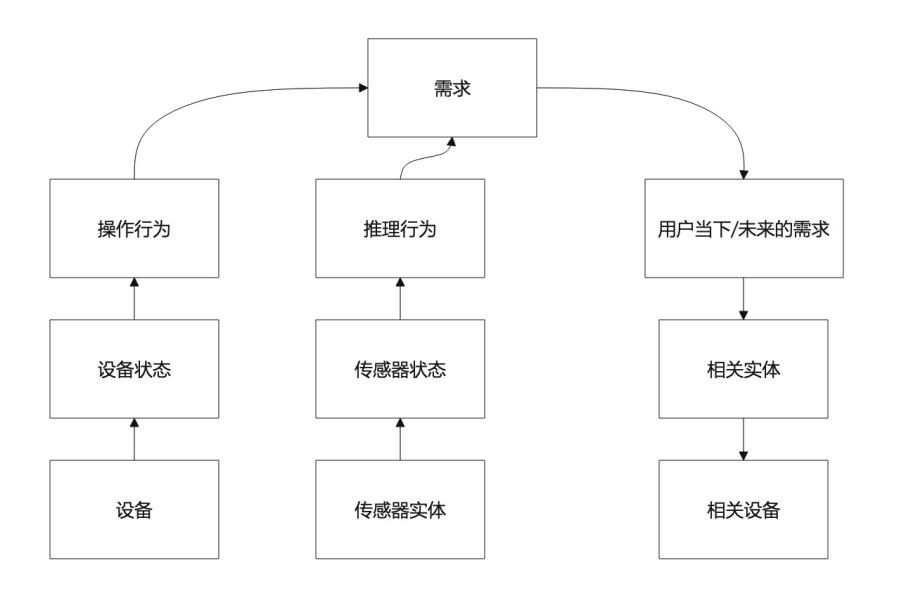 需求
操作行为
推理行为
用户当下/未来的需求
设备状态
传感器状态
相关实体
设备
传感器实体
相关设备